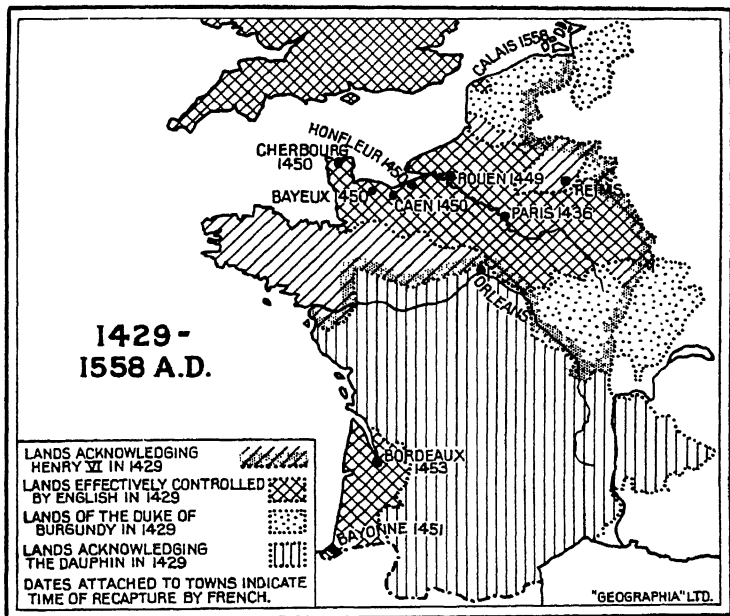 CALAIS 1558
HONFLEUR 1450
CHERBOURG
1450
ROUEN 1449
REIMS
BAYEUX 1450
CAEN 1450
PARIS 1436
ORLEANS
1429-
1558 A.D.
BORDEAUX
1453
BAYONNE 1451
LANDS ACKNOWLEDGING
HENRY VI IN 1429
LANDS EFFECTIVELY CONTROLLED
BY ENGLISH IN 1429
LANDS OF THE DUKE OF
BURGUNDY IN 1429
LANDS ACKNOWLEDGING
THE DAUPHIN IN 1429
DATES ATTACHED TO TOWNS INDICATE
TIME OF RECAPTURE BY FRENCH.
"GEOGRAPHIA" LTD.